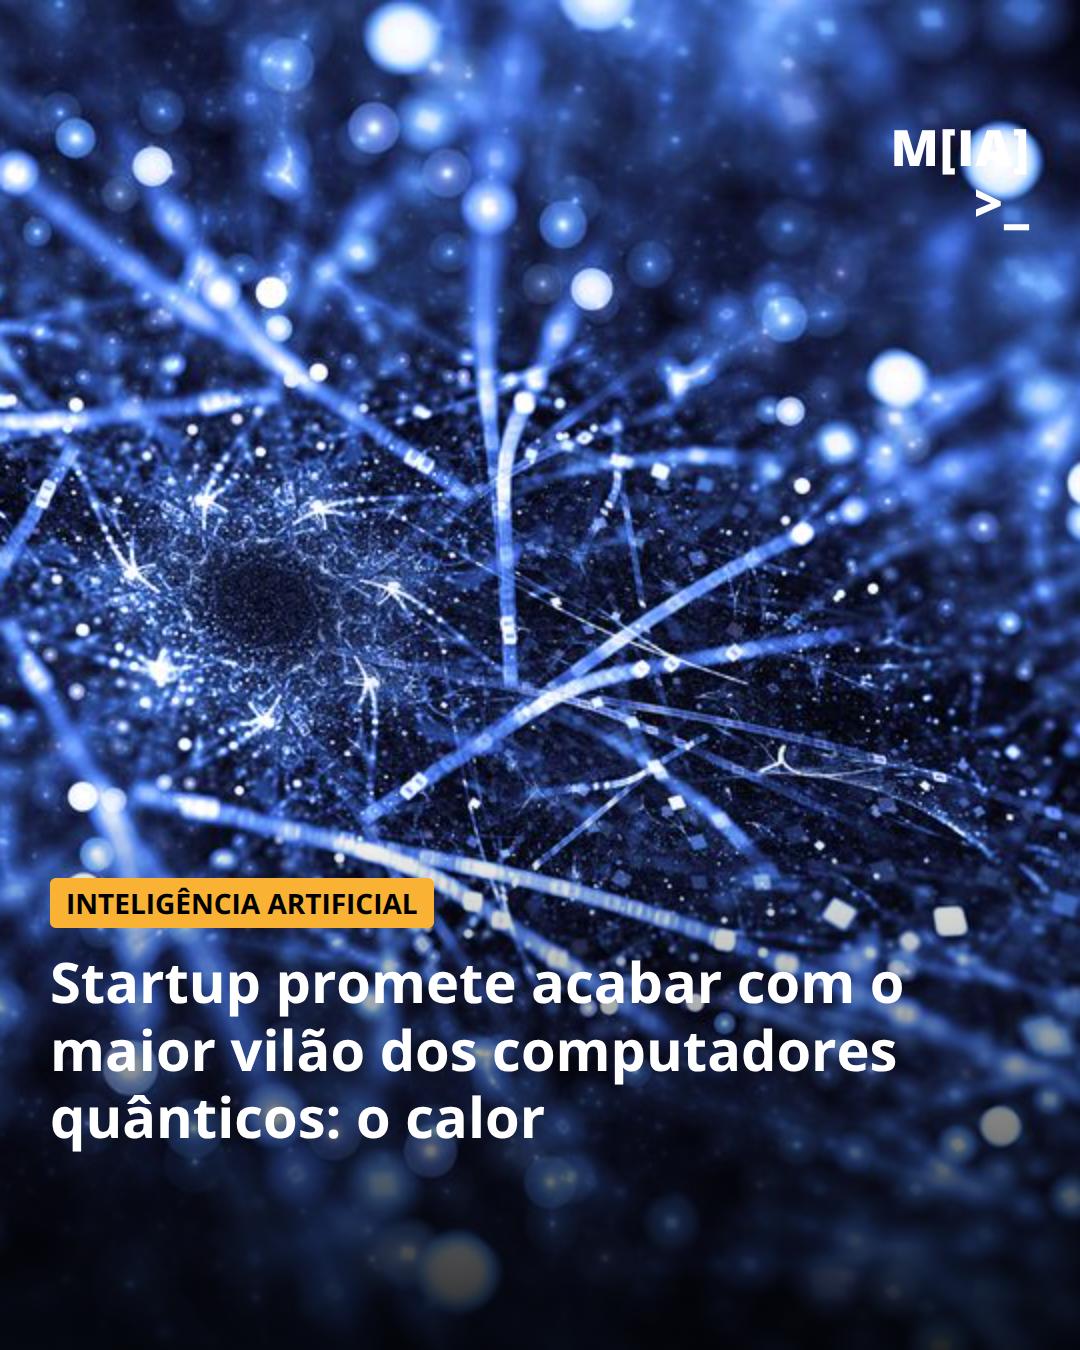 M[IA]
>_
INTELIGÊNCIA ARTIFICIAL
Startup promete acabar com o
maior vilão dos computadores
quânticos: o calor